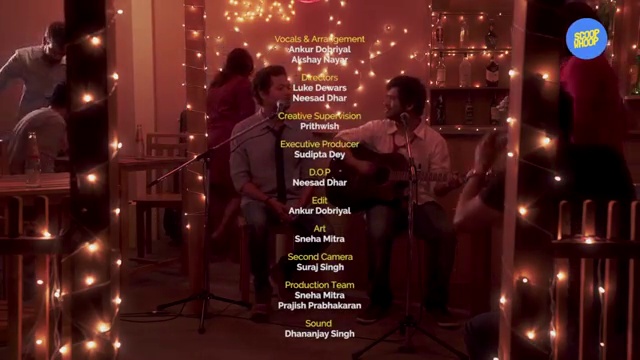 SCOOP
WHOOP
Vocals & Arrangement
Ankur Dobriyal
Akshay Nayar
Directors
Luke Dewars
Neesad Dhar
Creative Supervision
Prithwish
Executive Producer
Sudipta Dey
D.O.P
Neesad Dhar
Edit
Ankur Dobriyal
Art
Sneha Mitra
Second Camera
Suraj Singh
Production Team
Sneha Mitra
Prajish Prabhakaran
Sound
Dhananjay Singh